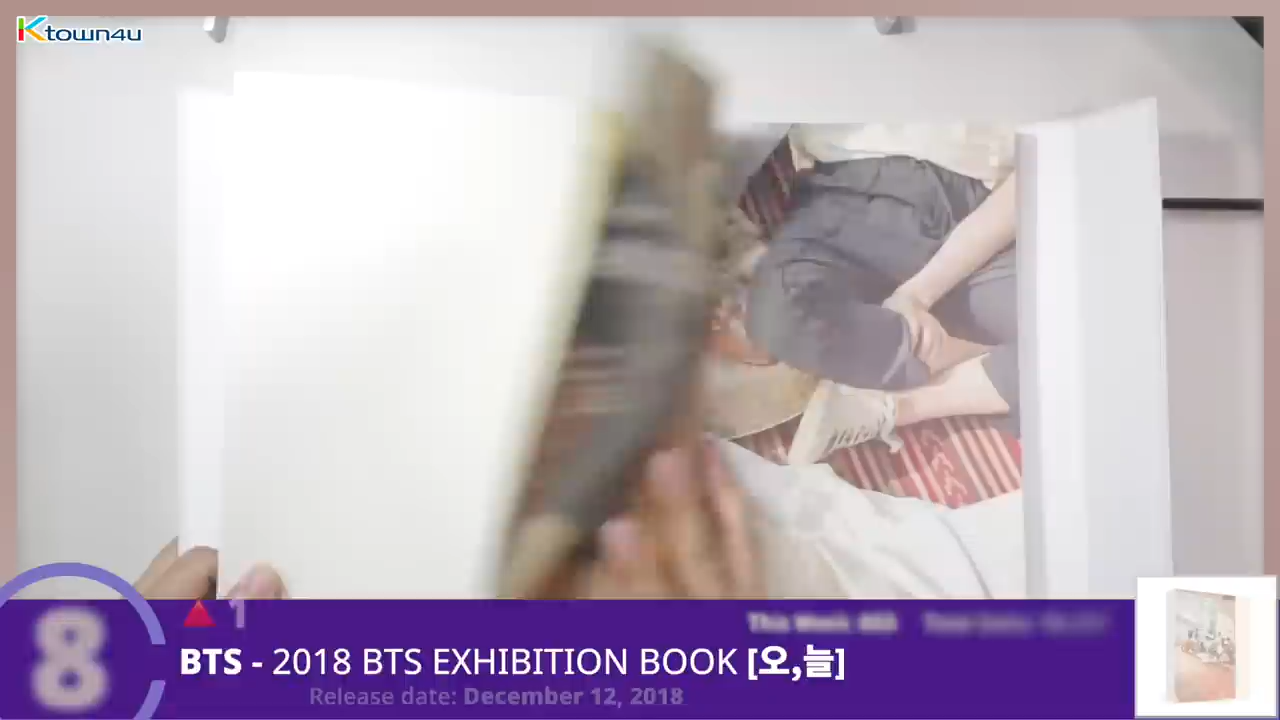 Ktown4u
8
1
BTS - 2018 BTS EXHIBITION BOOK [오,늘]
Release date: December 12, 2018